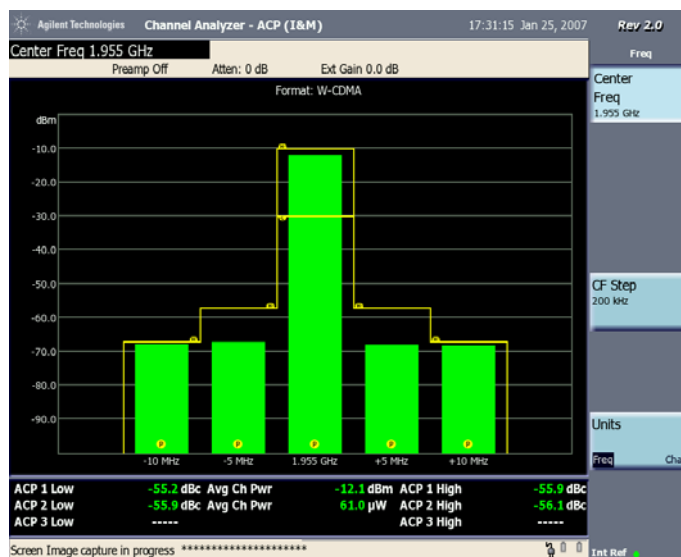 Agilent Technologies Channel Analyzer - ACP (I&M) 17:31:15 Jan 25, 2007 Rev 2.0
Center Freq 1.955 GHz
Preamp Off Atten: 0 dB Ext Gain 0.0 dB
Format: W-CDMA
dBm
-10.0
-20.0
-30.0
-40.0
-50.0
-60.0
-70.0
-80.0
-90.0
P P P P P
-10 MHz -5 MHz 1.955 GHz +5 MHz +10 MHz
ACP 1 Low -55.2 dBc Avg Ch Pwr -12.1 dBm ACP 1 High -55.9 dBc
ACP 2 Low -55.9 dBc Avg Ch Pwr 61.0 µW ACP 2 High -56.1 dBc
ACP 3 Low ----- ACP 3 High -----
Screen Image capture in progress ********************
Freq
Center
Freq
1.955 GHz
CF Step
200 kHz
Units
Freq Cha
Int Ref